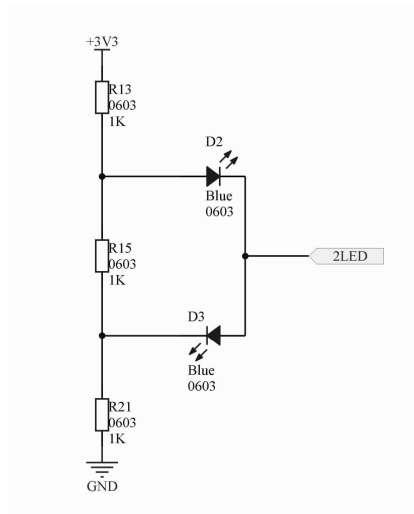 +3V3
R13
0603
1K
D2
Blue
0603
R15
0603
1K
2LED
D3
Blue
0603
R21
0603
1K
GND